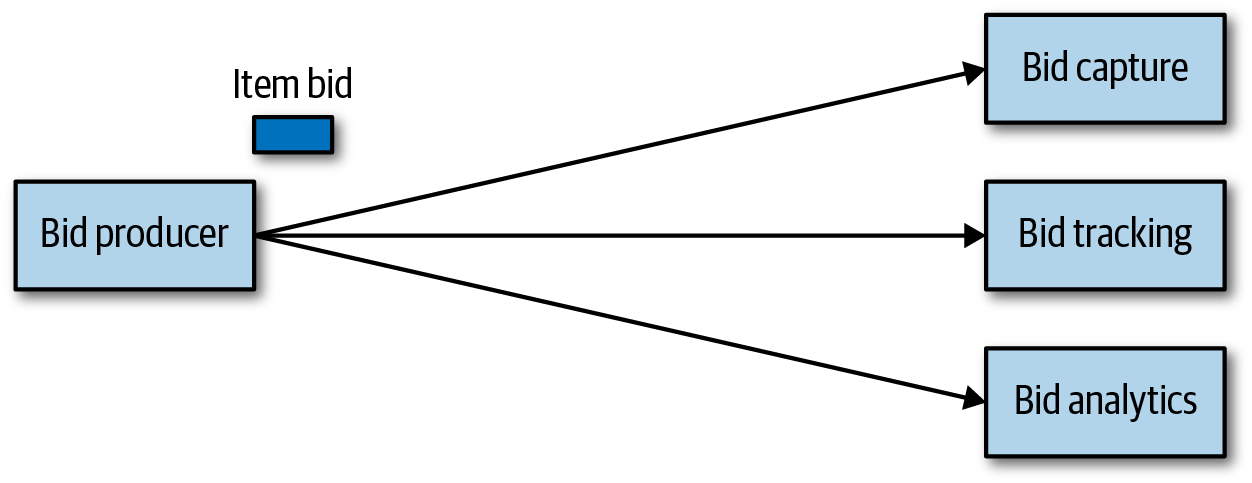 Item bid
Bid capture
Bid producer
Bid tracking
Bid analytics